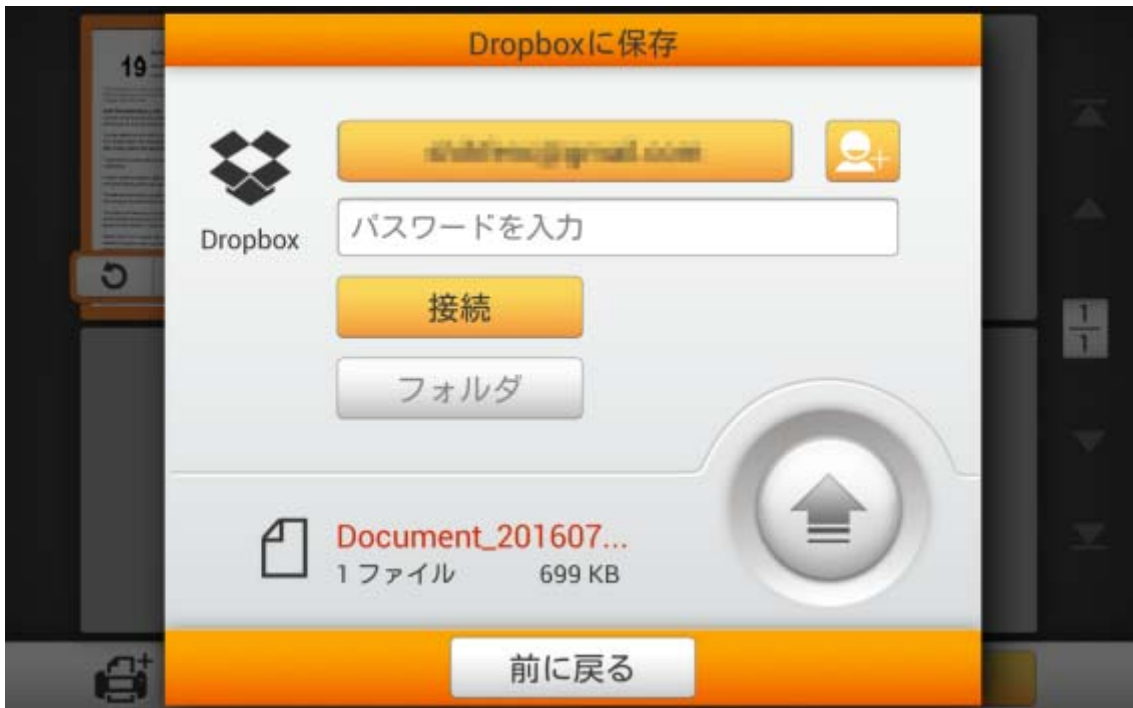 Dropboxに保存
19
Dropbox
パスワードを入力
接続
フォルダ
1
1
Document_201607...
1 ファイル 699 KB
前に戻る